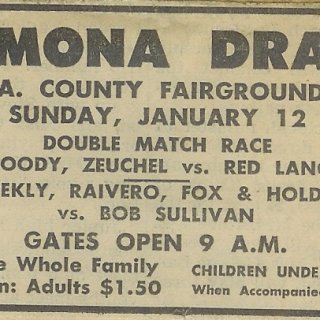 MONA DRA
A. COUNTY FAIRGROUND
SUNDAY, JANUARY 12
DOUBLE MATCH RACE
OODY, ZEUCHEL vs. RED LANG
EKLY, RAIVERO, FOX & HOLD
vs. BOB SULLIVAN
GATES OPEN 9 A.M.
e Whole Family
CHILDREN UNDE
n: Adults $1.50
When Accompanie